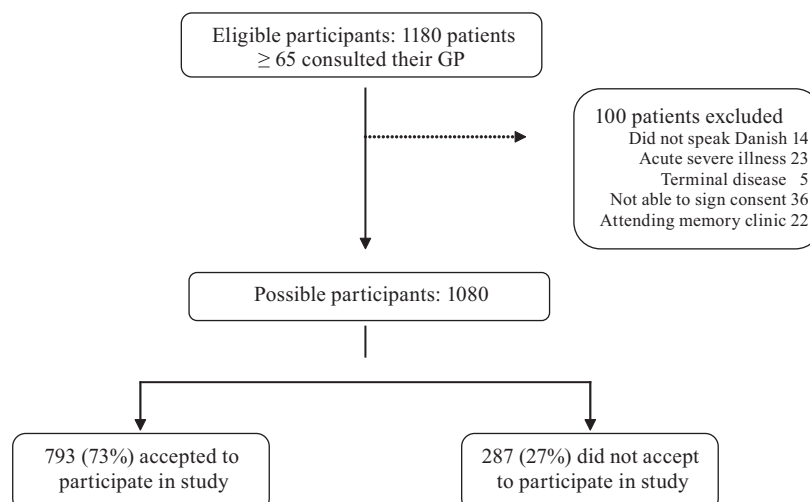 Eligible participants: 1180 patients
≥ 65 consulted their GP
100 patients excluded
Did not speak Danish 14
Acute severe illness 23
Terminal disease 5
Not able to sign consent 36
Attending memory clinic 22
Possible participants: 1080
793 (73%) accepted to
participate in study
287 (27%) did not accept
to participate in study